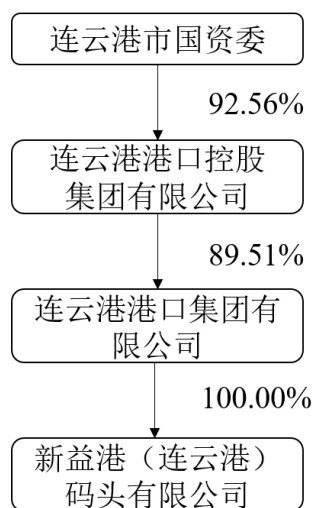 连云港市国资委
92.56%
连云港港口控股
集团有限公司
89.51%
连云港港口集团有
限公司
100.00%
新益港（连云港）
码头有限公司